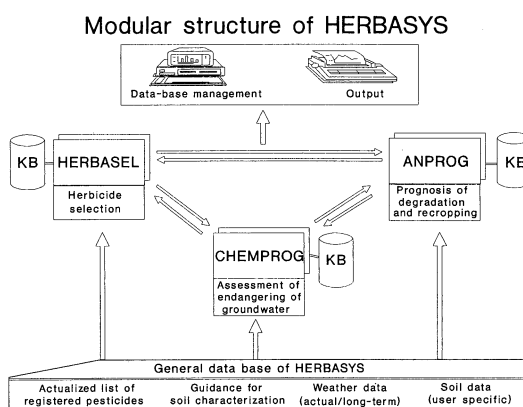 Modular structure of HERBASYS
Data-base management
Output
KB
HERBASEL
ANPROG
KB
Herbicide
selection
Prognosis of
degradation
and recropping
CHEMPROG
KB
Assessment of
endangering of
groundwater
General data base of HERBASYS
Actualized list of
registered pesticides
Guidance for
soil characterization
Weather data
(actual/long-term)
Soil data
(user specific)